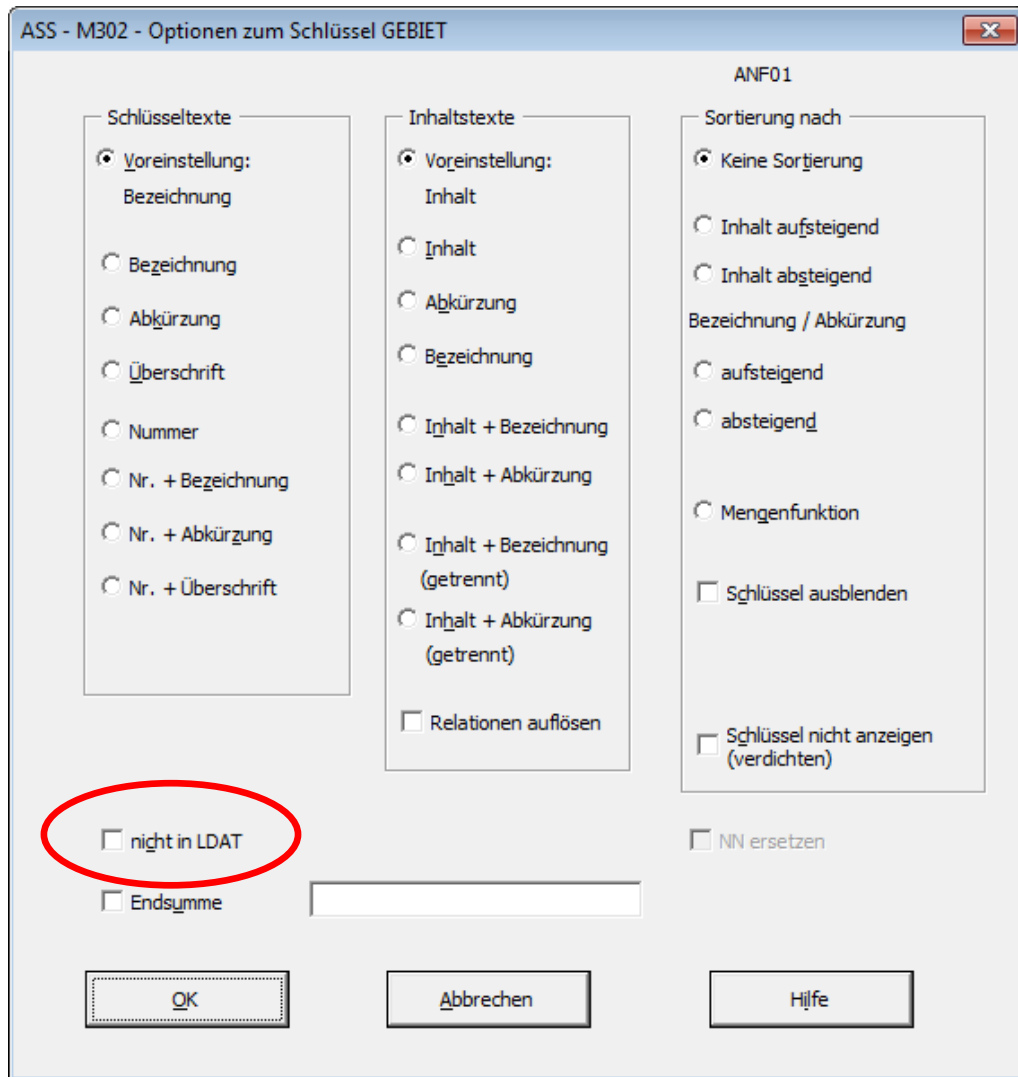 ASS - M302 - Optionen zum Schlüssel GEBIET
ANF01
Schlüsseltexte
Voreinstellung:
Bezeichnung
Bezeichnung
Abkürzung
Überschrift
Nummer
Nr. + Bezeichnung
Nr. + Abkürzung
Nr. + Überschrift
Inhaltstexte
Voreinstellung:
Inhalt
Inhalt
Abkürzung
Bezeichnung
Inhalt + Bezeichnung
Inhalt + Abkürzung
Inhalt + Bezeichnung
(getrennt)
Inhalt + Abkürzung
(getrennt)
Relationen auflösen
Sortierung nach
Keine Sortierung
Inhalt aufsteigend
Inhalt absteigend
Bezeichnung / Abkürzung
aufsteigend
absteigend
Mengenfunktion
Schlüssel ausblenden
Schlüssel nicht anzeigen
(verdichten)
nicht in LDAT
NN ersetzen
Endsumme
OK
Abbrechen
Hilfe